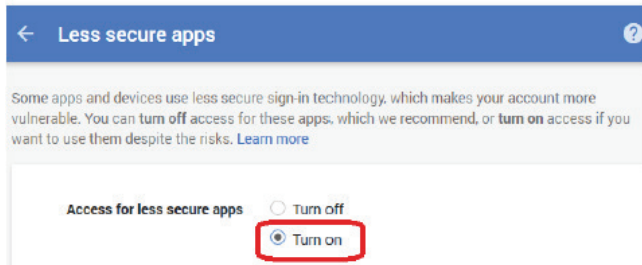 Less secure apps
Some apps and devices use less secure sign-in technology, which makes your account more
vulnerable. You can turn off access for these apps, which we recommend, or turn on access if you
want to use them despite the risks. Learn more
Access for less secure apps
Turn off
Turn on